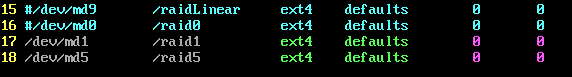 15 #/dev/md9 /raidLinear ext4 defaults 0 0
16 #/dev/md0 /raid0 ext4 defaults 0 0
17 /dev/md1 /raid1 ext4 defaults 0 0
18 /dev/md5 /raid5 ext4 defaults 0 0